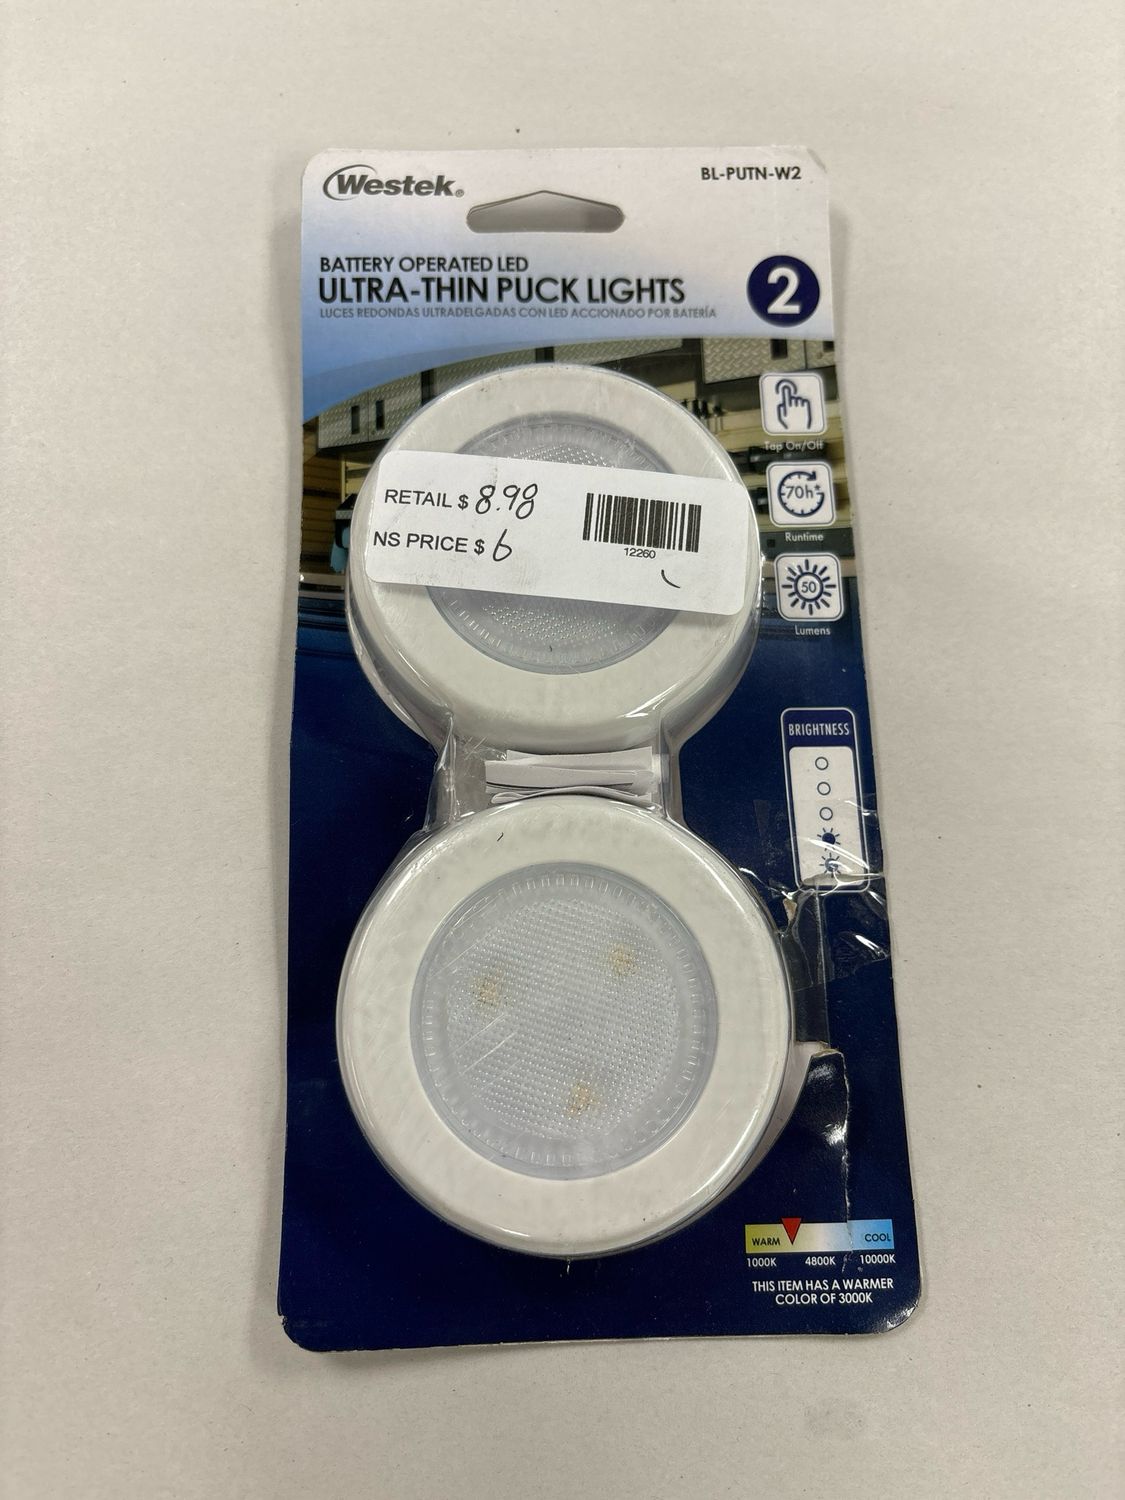 Westek®
BL-PUTN-W2
BATTERY OPERATED LED
ULTRA-THIN PUCK LIGHTS
LUCES REDONDAS ULTRADELGADAS CON LED ACCIONADO POR BATERÍA
2
Tap On/Off
RETAIL $ 8.98
NS PRICE $ 6
12260
70h*
Runtime
50
Lumens
BRIGHTNESS
WARM COOL
1000K 4800K 10000K
THIS ITEM HAS A WARMER
COLOR OF 3000K